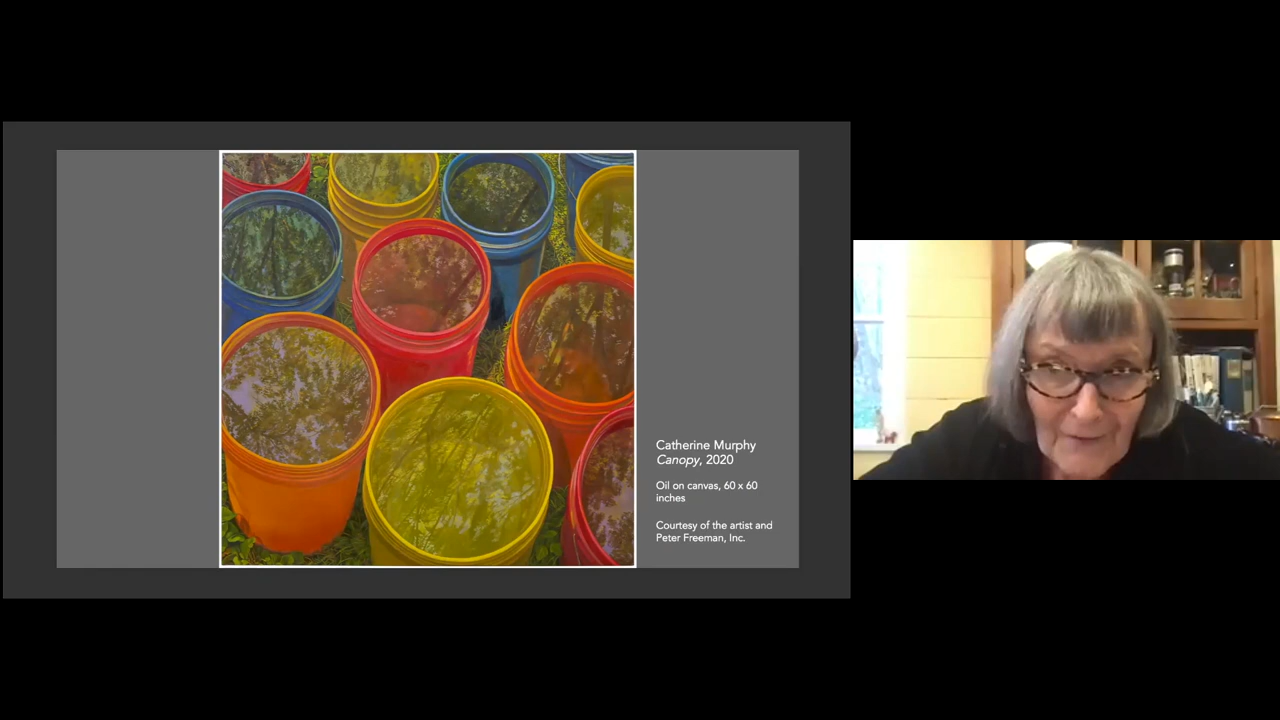 Catherine Murphy
Canopy, 2020
Oil on canvas, 60 x 60
inches
Courtesy of the artist and
Peter Freeman, Inc.